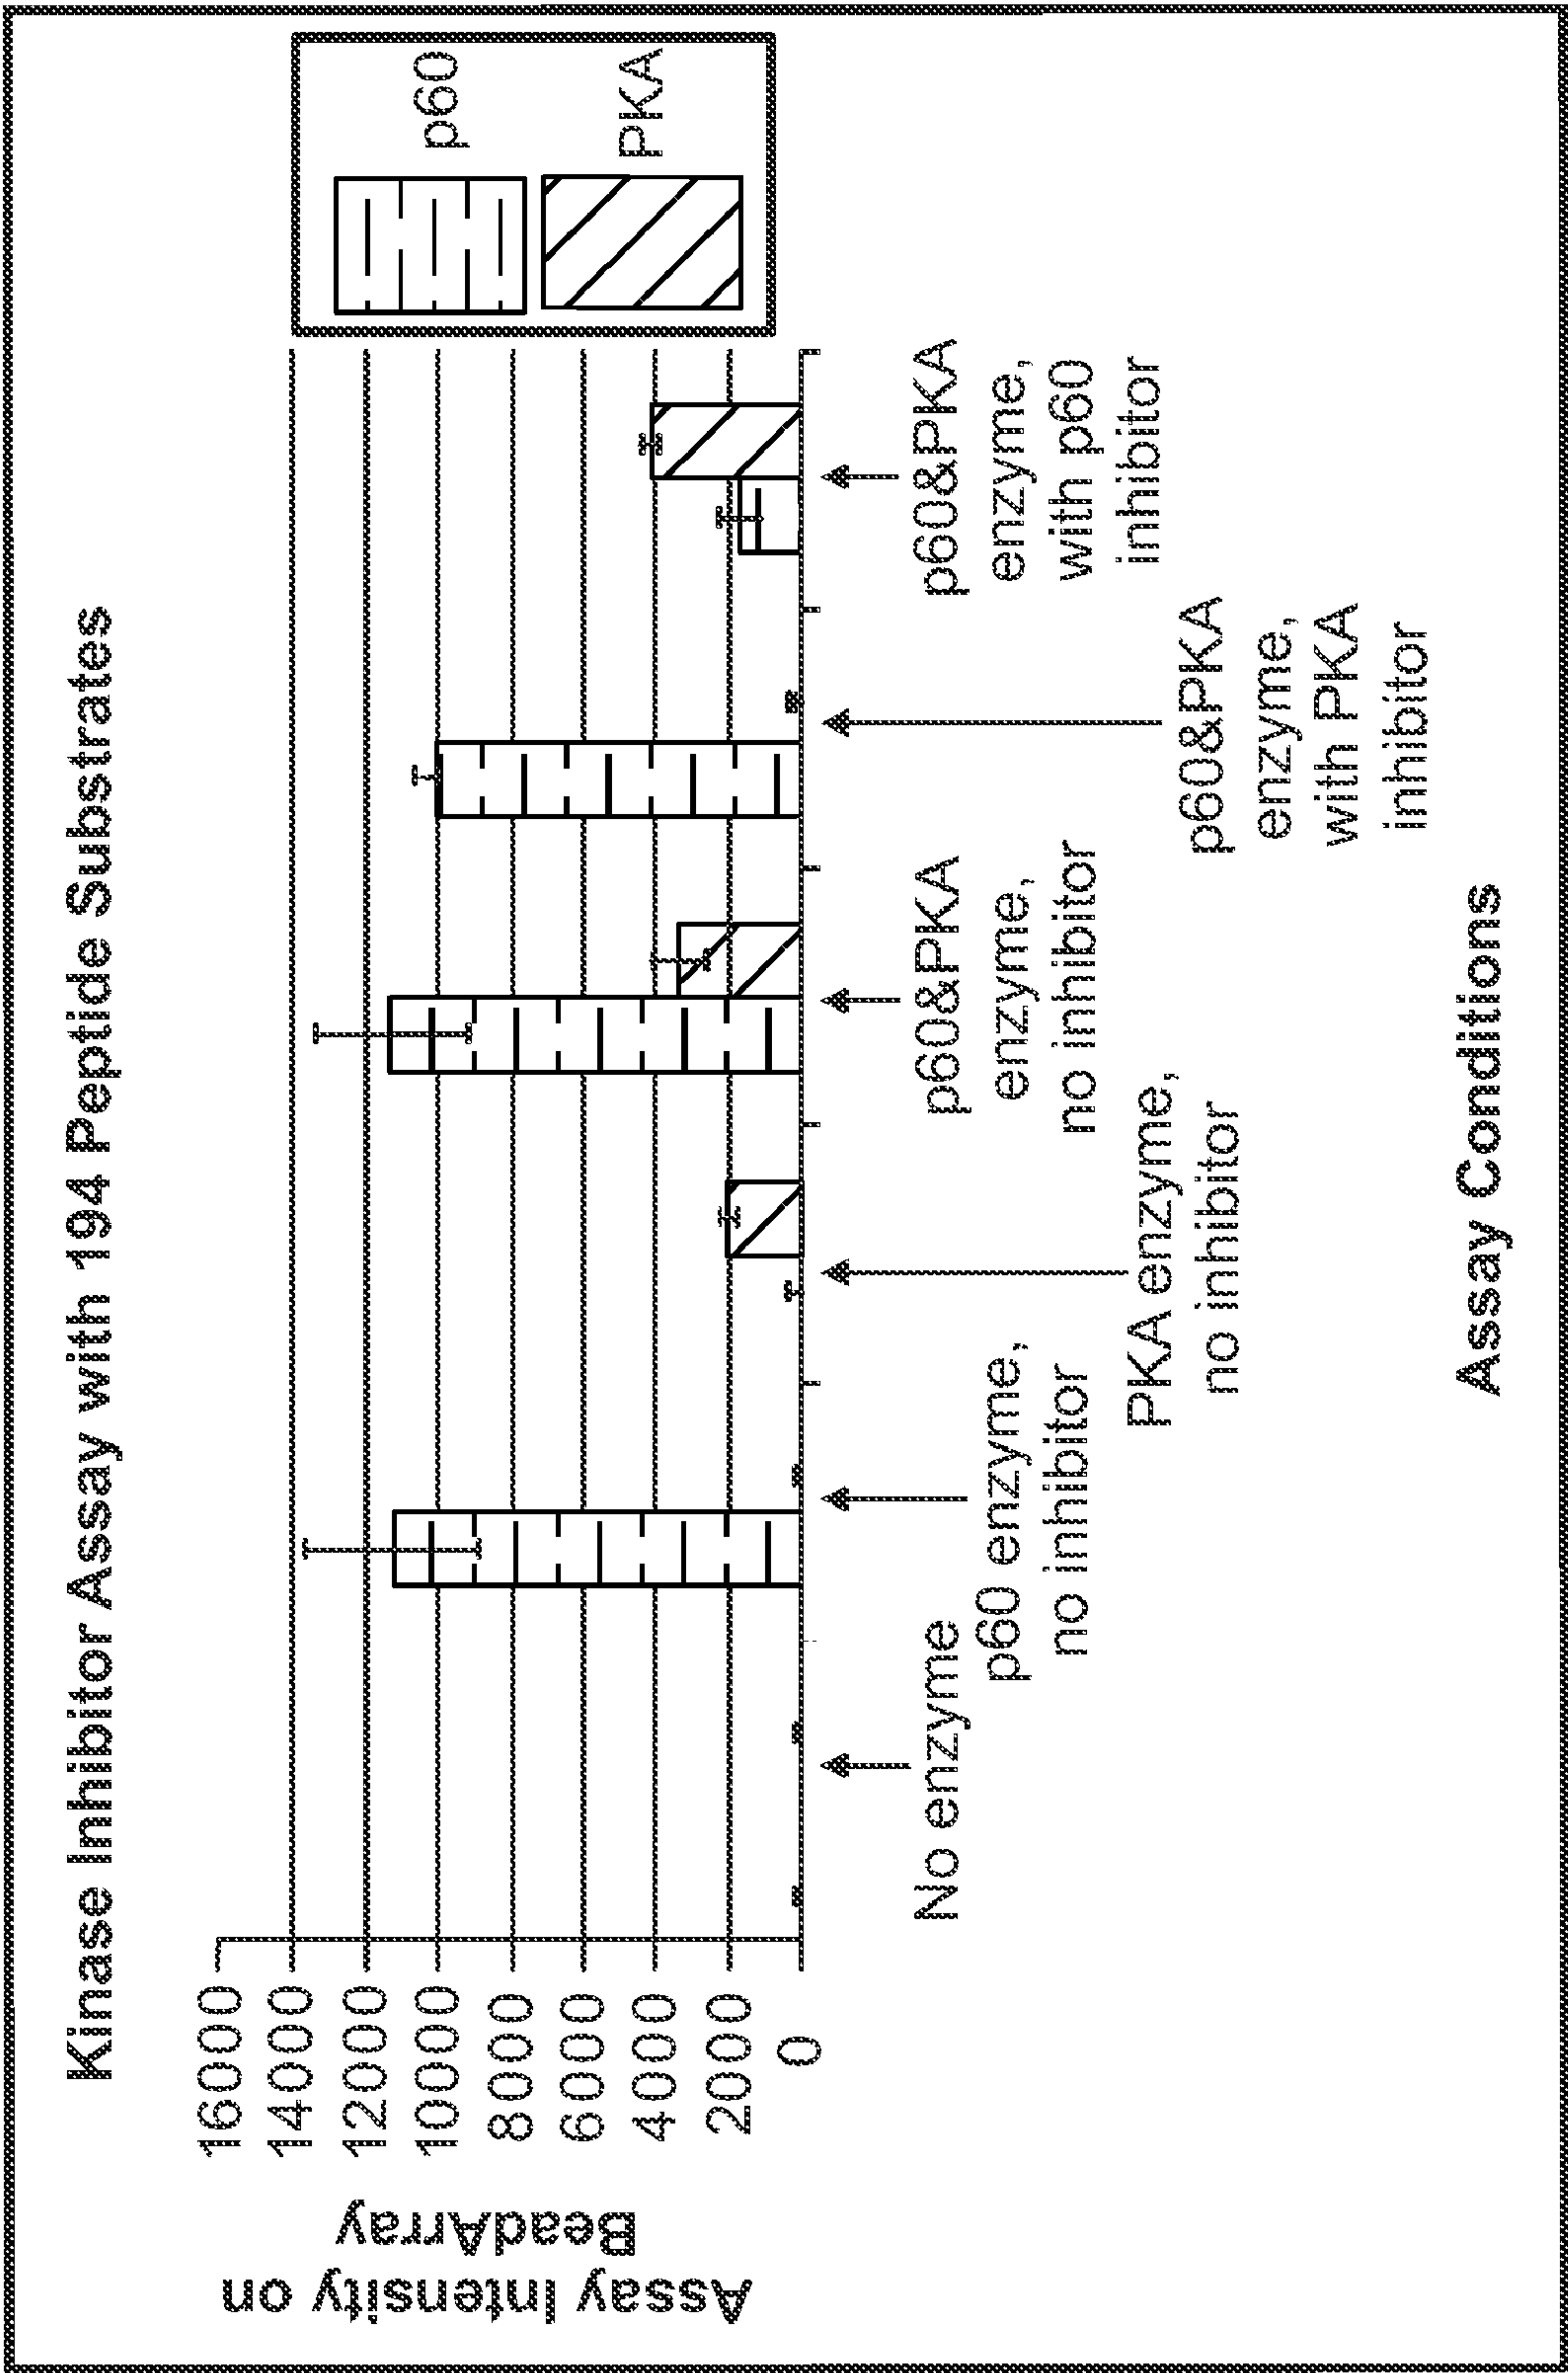 Kinase Inhibitor Assay with 194 Peptide Substrates
Assay Intensity on
BeadArray
16000
14000
12000
10000
8000
6000
4000
2000
0
p60
PKA
No enzyme
p60 enzyme,
no inhibitor
PKA enzyme,
no inhibitor
p60&PKA
enzyme,
no inhibitor
p60&PKA
enzyme,
with PKA
inhibitor
p60&PKA
enzyme,
with p60
inhibitor
Assay Conditions